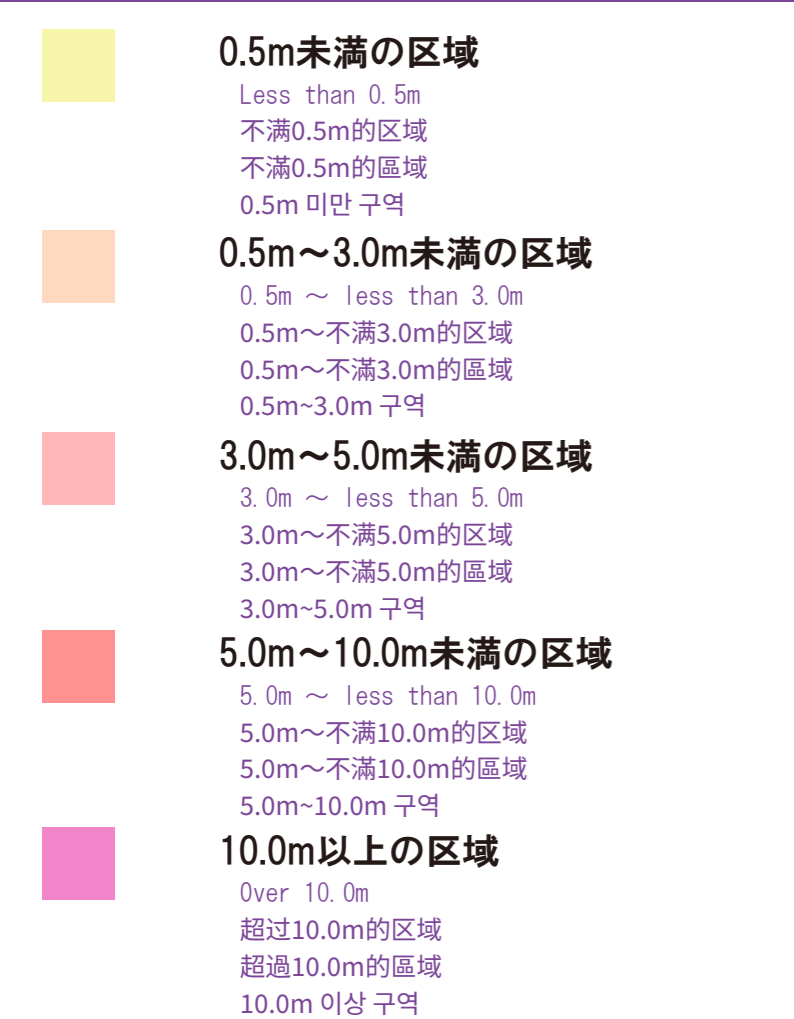 0.5m未満の区域
Less than 0.5m
不满0.5m的区域
不滿0.5m的區域
0.5m 미만 구역
0.5m～3.0m未満の区域
0.5m ～ less than 3.0m
0.5m～不满3.0m的区域
0.5m～不滿3.0m的區域
0.5m~3.0m 구역
3.0m～5.0m未満の区域
3.0m ～ less than 5.0m
3.0m～不满5.0m的区域
3.0m～不滿5.0m的區域
3.0m~5.0m 구역
5.0m～10.0m未満の区域
5.0m ～ less than 10.0m
5.0m～不满10.0m的区域
5.0m～不滿10.0m的區域
5.0m~10.0m 구역
10.0m以上の区域
Over 10.0m
超过10.0m的区域
超過10.0m的區域
10.0m 이상 구역